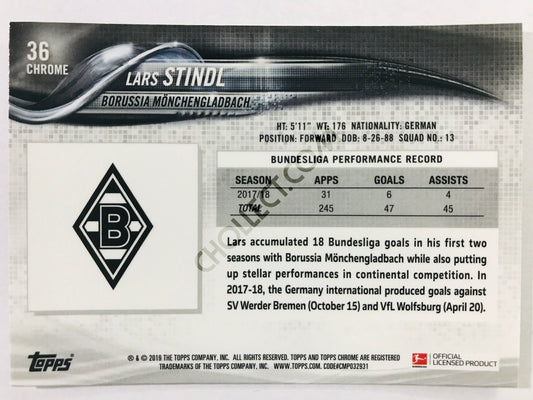 36
CHROME
LARS STINDL
BORUSSIA MÖNCHENGLADBACH
HT: 5'11" WT: 176 NATIONALITY: GERMAN
POSITION: FORWARD DOB: 8-26-88 SQUAD NO.: 13
BUNDESLIGA PERFORMANCE RECORD
SEASON APPS GOALS ASSISTS
2017/18 31 6 4
TOTAL 245 47 45
B
Lars accumulated 18 Bundesliga goals in his first two
seasons with Borussia Mönchengladbach while also putting
up stellar performances in continental competition. In
2017-18, the Germany international produced goals against
SV Werder Bremen (October 15) and VfL Wolfsburg (April 20).
CHOLLECT.COM
Topps
® & © 2019 THE TOPPS COMPANY, INC. ALL RIGHTS RESERVED. TOPPS AND TOPPS CHROME ARE REGISTERED
TRADEMARKS OF THE TOPPS COMPANY, INC. WWW.TOPPS.COM. CODE#CMP032931
BUNDESLIGA
OFFICIAL
LICENSED PRODUCT